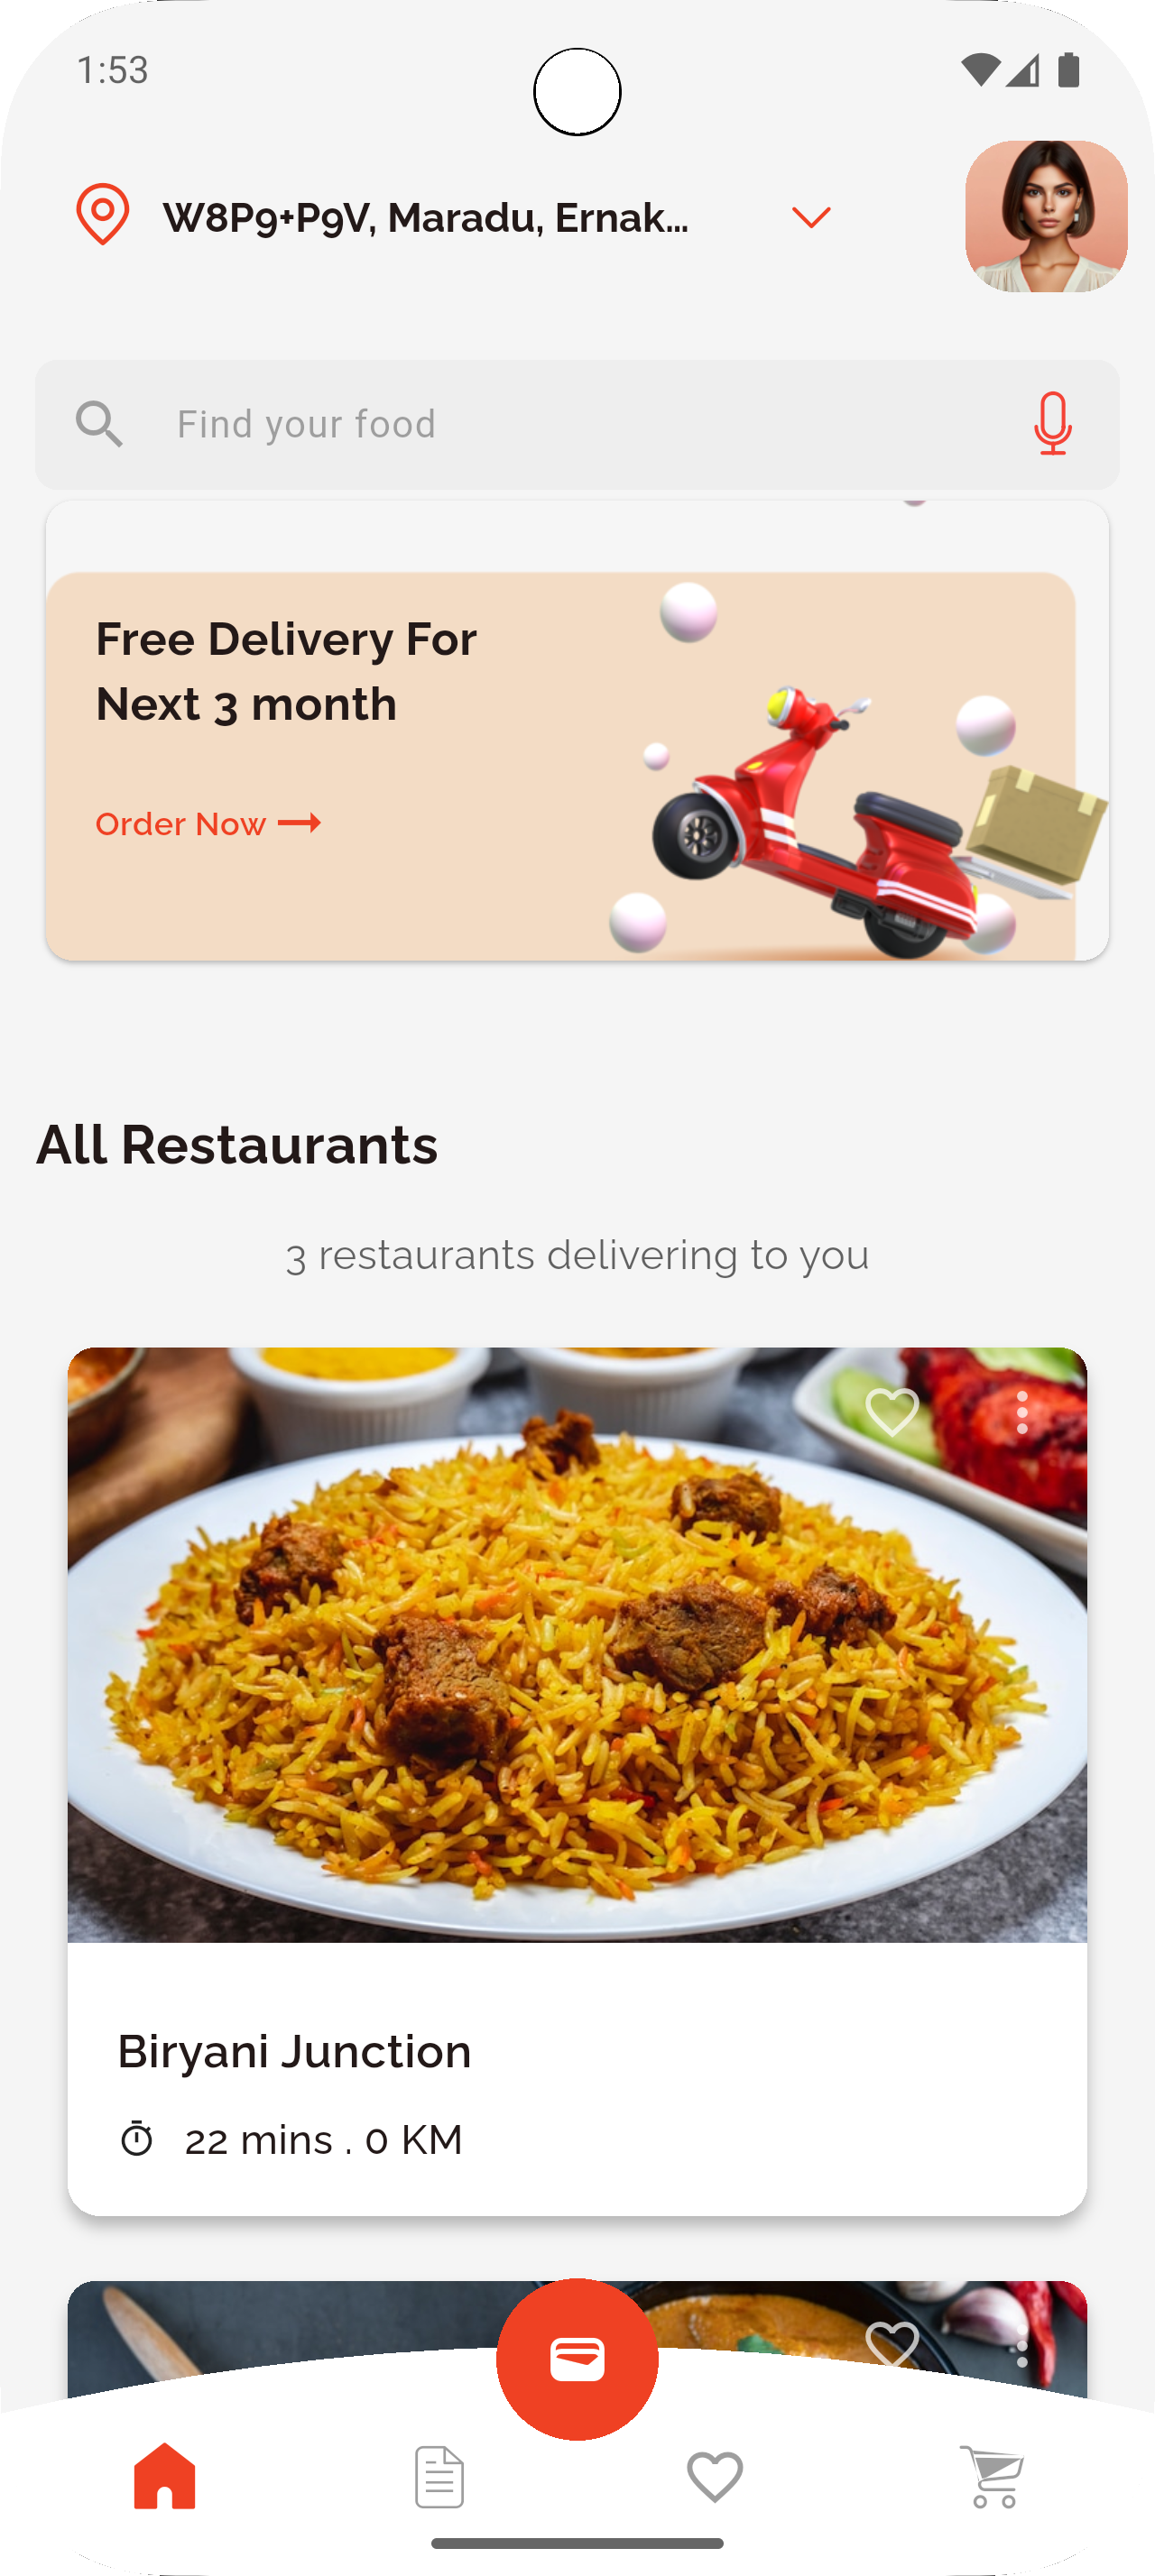 1:53
W8P9+P9V, Maradu, Ernak...
Find your food
Free Delivery For
Next 3 month
Order Now
All Restaurants
3 restaurants delivering to you
Biryani Junction
22 mins . 0 KM